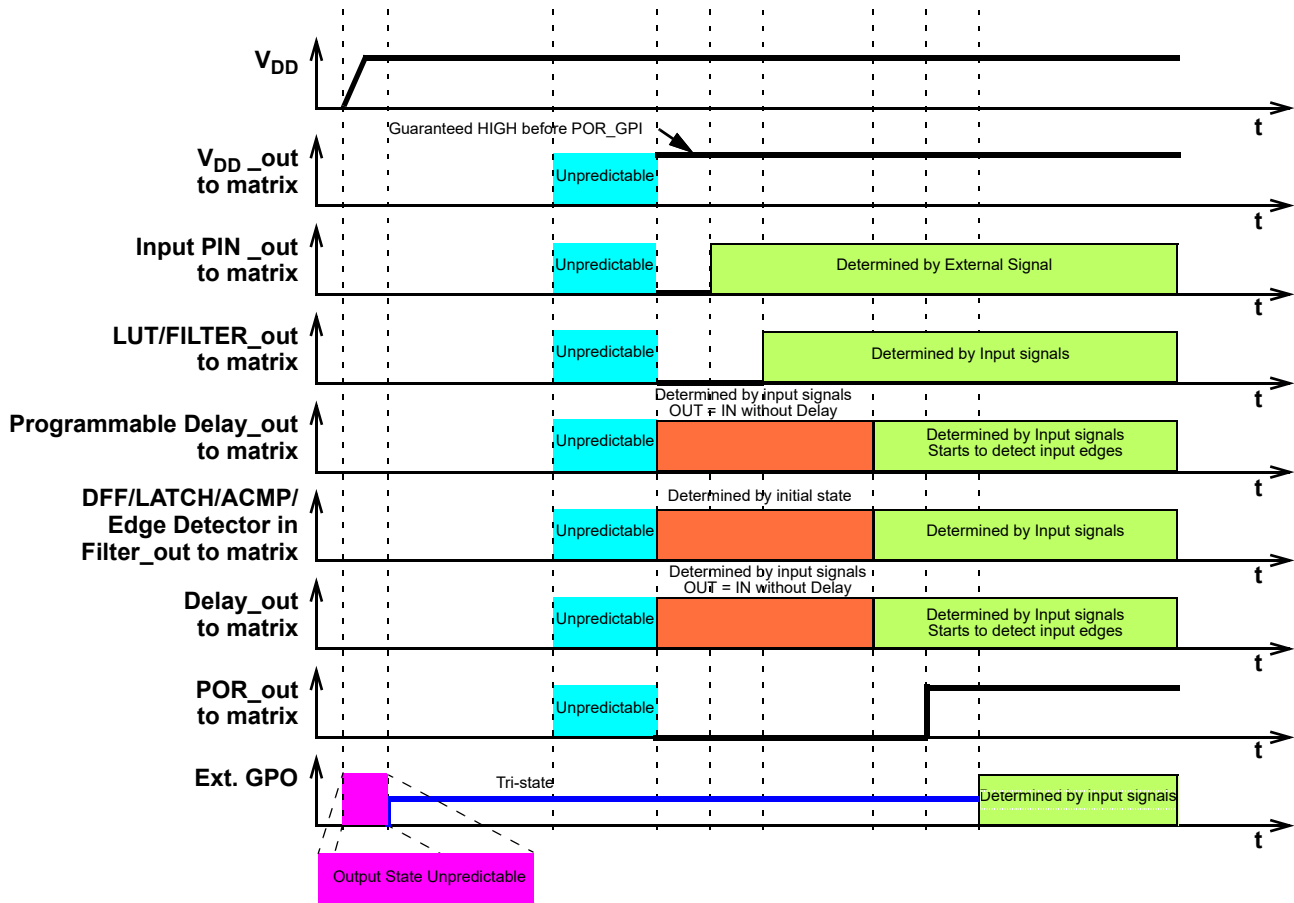 VDD
t
Guaranteed HIGH before POR_GPI
VDD _out
to matrix
Unpredictable
t
Input PIN _out
to matrix
Unpredictable
Determined by External Signal
t
LUT/FILTER_out
to matrix
Unpredictable
Determined by Input signals
t
Determined by input signals
OUT = IN without Delay
Programmable Delay_out
to matrix
Unpredictable
Determined by Input signals
Starts to detect input edges
t
DFF/LATCH/ACMP/
Edge Detector in
Filter_out to matrix
Determined by initial state
Unpredictable
Determined by Input signals
t
Determined by input signals
OUT = IN without Delay
Delay_out
to matrix
Unpredictable
Determined by Input signals
Starts to detect input edges
t
POR_out
to matrix
Unpredictable
t
Ext. GPO
Tri-state
Determined by input signals
t
Output State Unpredictable